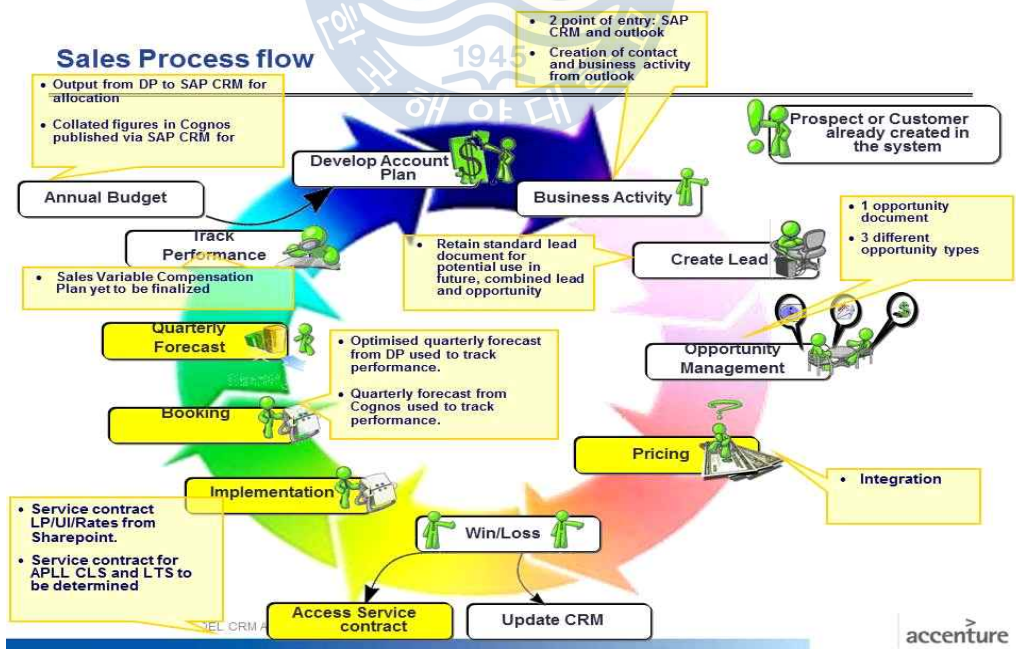 Sales Process flow
1945
한국해양대
• Output from DP to SAP CRM for
allocation
• Collated figures in Cognos
published via SAP CRM for
• 2 point of entry: SAP
CRM and outlook
• Creation of contact
and business activity
from outlook
Prospect or Customer
already created in
the system
Develop Account
Plan
Annual Budget
Business Activity
• 1 opportunity
document
• 3 different
opportunity types
Track
Performance
• Retain standard lead
document for
potential use in
future, combined lead
and opportunity
Create Lead
• Sales Variable Compensation
Plan yet to be finalized
Quarterly
Forecast
• Optimised quarterly forecast
from DP used to track
performance.
• Quarterly forecast from
Cognos used to track
performance.
Opportunity
Management
Booking
Pricing
• Integration
Implementation
• Service contract
LP/UI/Rates from
Sharepoint.
• Service contract for
APLL CLS and LTS to
be determined
Win/Loss
Access Service
contract
Update CRM
EL CRM A
accenture